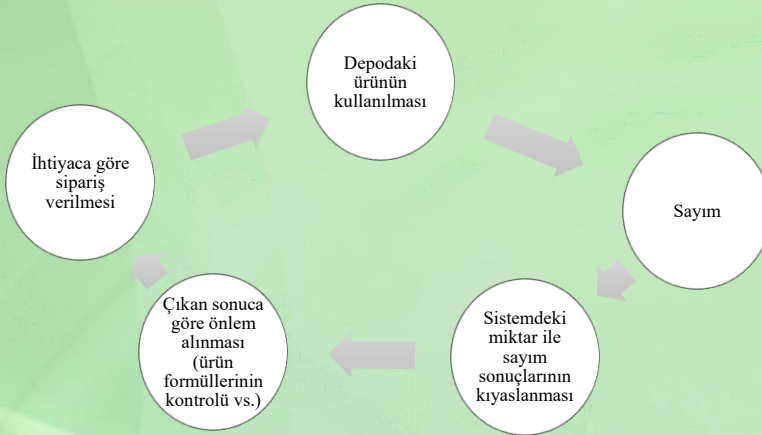 Depodaki
ürünün
kullanılması
Sayım
Sistemdeki
miktar ile
sayım
sonuçlarının
kıyaslanması
Çıkan sonuca
göre önlem
alınması
(ürün
formüllerinin
kontrolü vs.)
İhtiyaca göre
sipariş
verilmesi